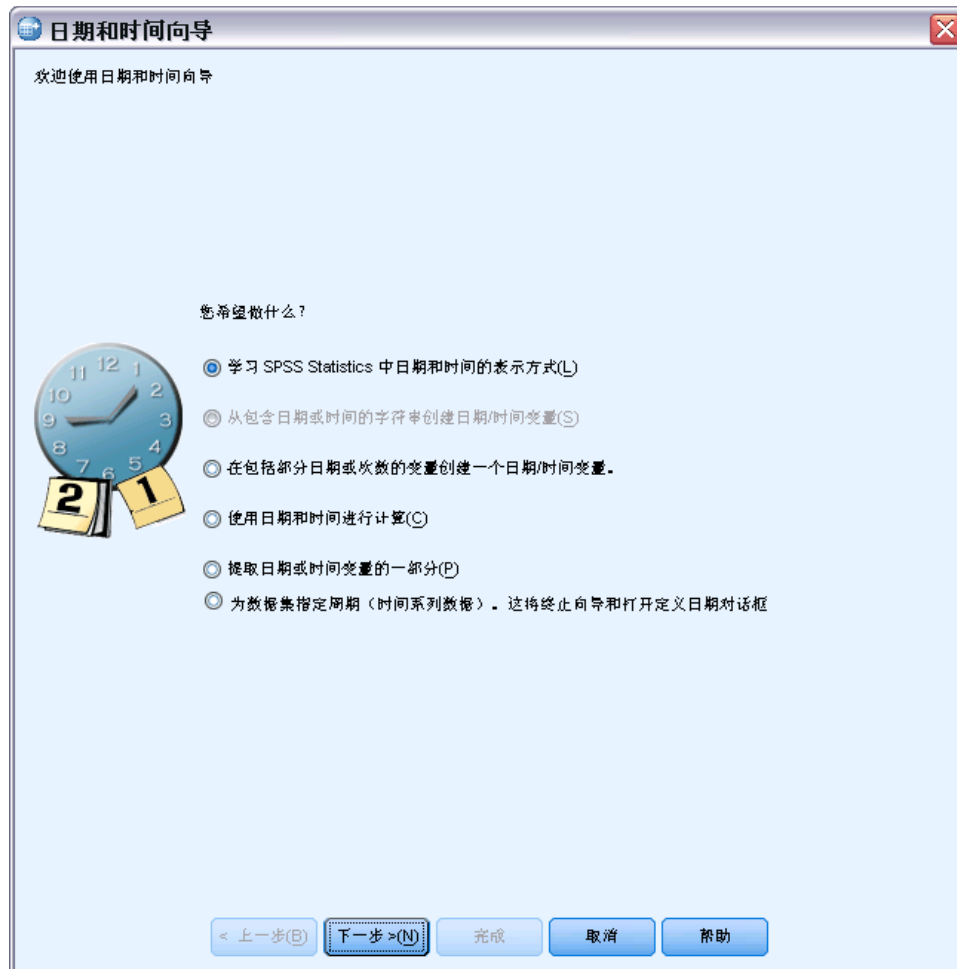 日期和时间向导
欢迎使用日期和时间向导
您希望做什么？
学习 SPSS Statistics 中日期和时间的表示方式(L)
从包含日期或时间的字符串创建日期/时间变量(S)
在包括部分日期或次数的变量创建一个日期/时间变量。
使用日期和时间进行计算(C)
提取日期或时间变量的一部分(P)
为数据集指定周期（时间系列数据）。这将终止向导和打开定义日期对话框
12
11 1
10 2
9 3
8 4
7 6 5
2 1
< 上一步(B) 下一步 >(N) 完成 取消 帮助